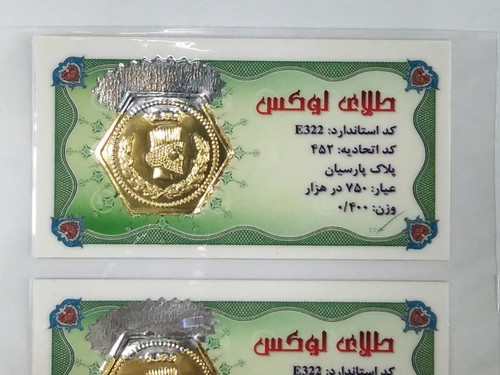 طلای لوکس
کد استاندارد: E322
کد اتحادیه: ۴۵۲
پلاک پارسیان
عیار: ۷۵۰ در هزار
وزن: ۰/۴۰۰
طلای لوکس
کد استاندارد: E322